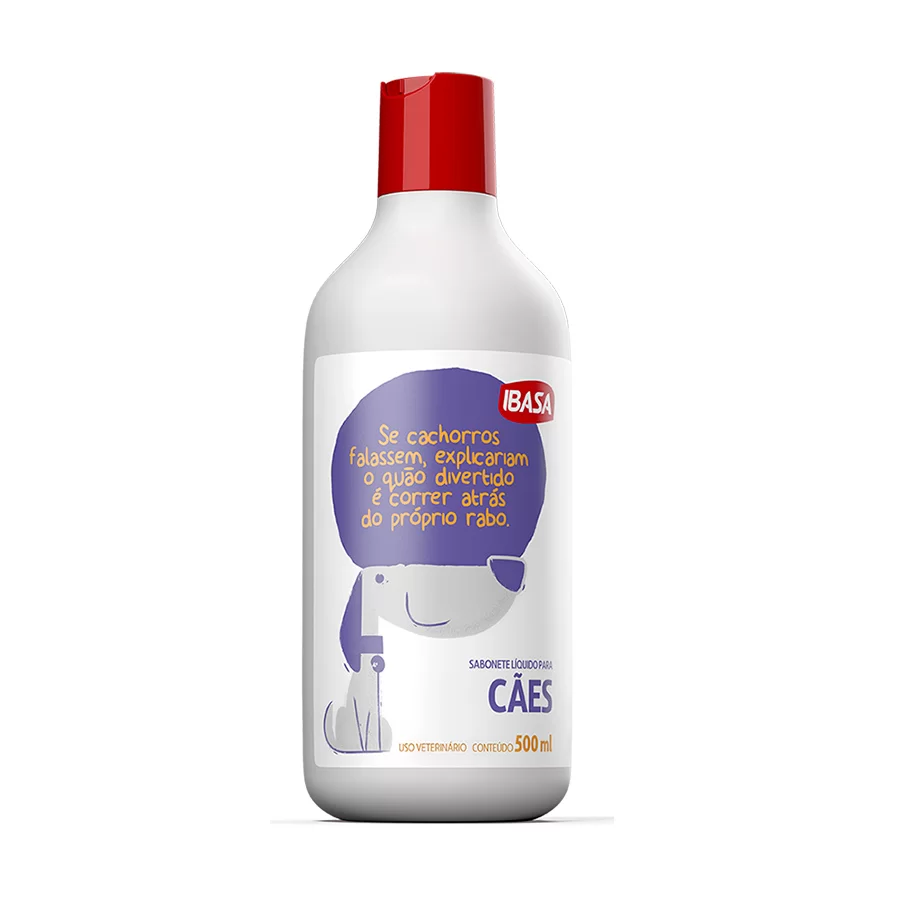 IBASA
Se cachorros
falassem, explicariam
o quão divertido
é correr atrás
do próprio rabo.
SABONETE LÍQUIDO PARA
CÃES
USO VETERINÁRIO CONTEÚDO 500 ml